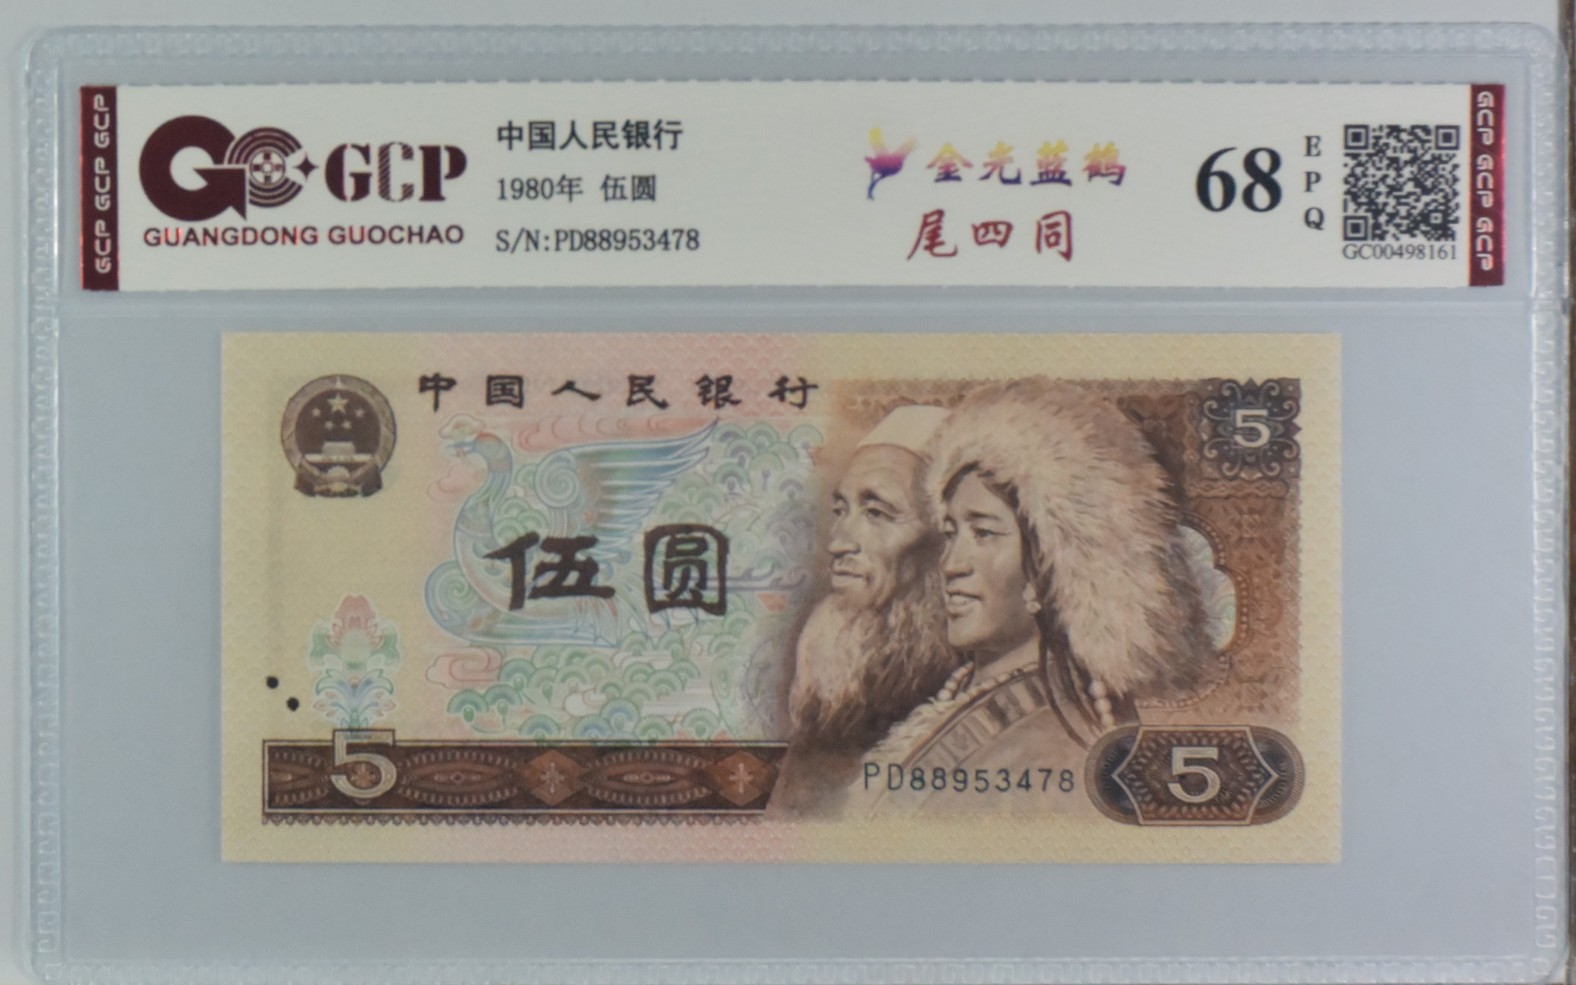 GCP GCP GCP
GCP
GUANGDONG GUOCHAO
中国人民银行
1980年 伍圆
S/N:PD88953478
金光蓝鹤
尾四同
68
EPQ
GC00498161
GCP GCP GCP GCP
中国人民银行
5
伍圆
5
PD88953478
5